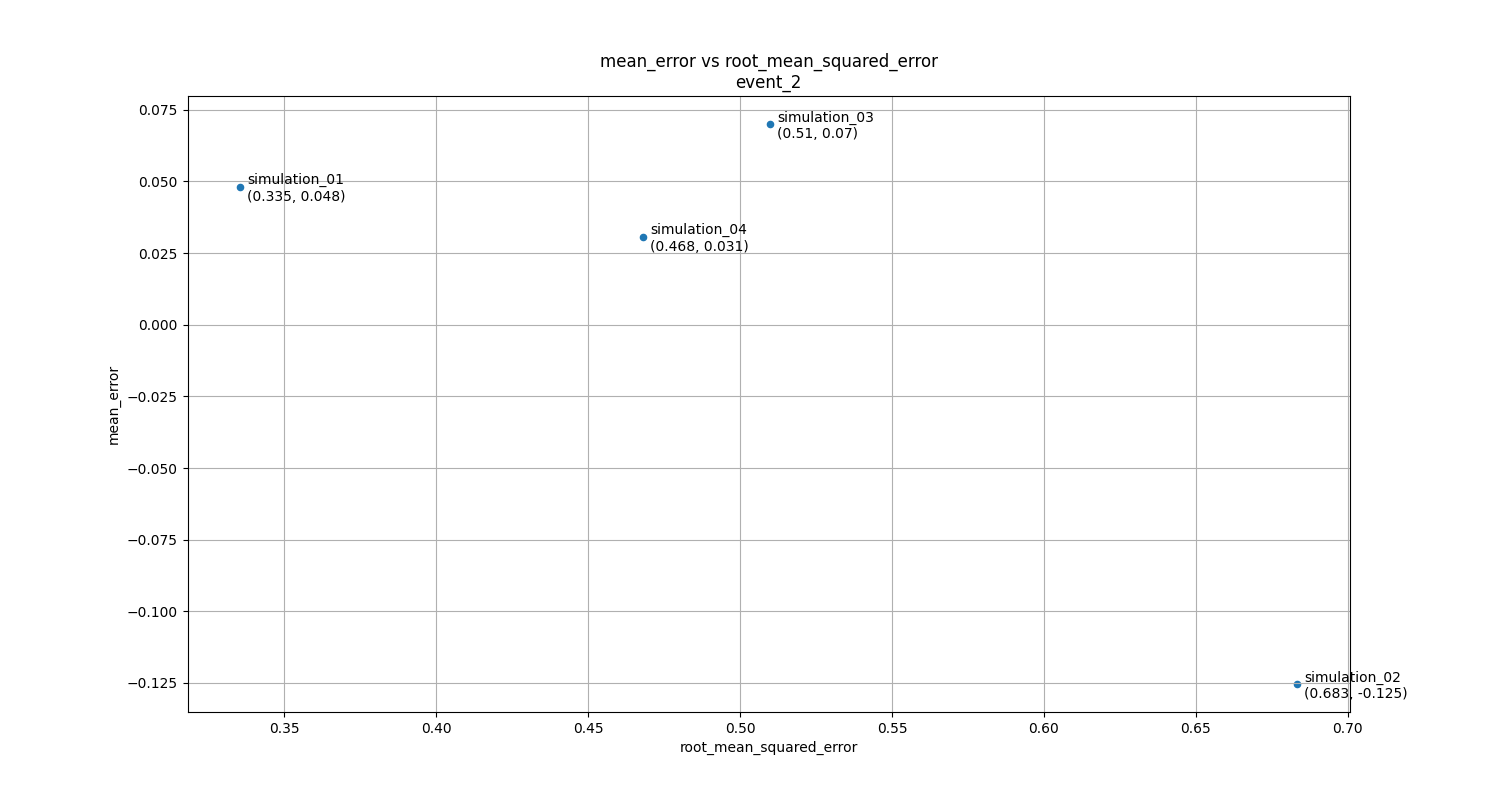 mean_error vs root_mean_squared_error
event_2
0.075
0.050
0.025
0.000
−0.025
−0.050
−0.075
−0.100
−0.125
mean_error
simulation_03
(0.51, 0.07)
simulation_01
(0.335, 0.048)
simulation_04
(0.468, 0.031)
simulation_02
(0.683, -0.125)
0.35 0.40 0.45 0.50 0.55 0.60 0.65 0.70
root_mean_squared_error